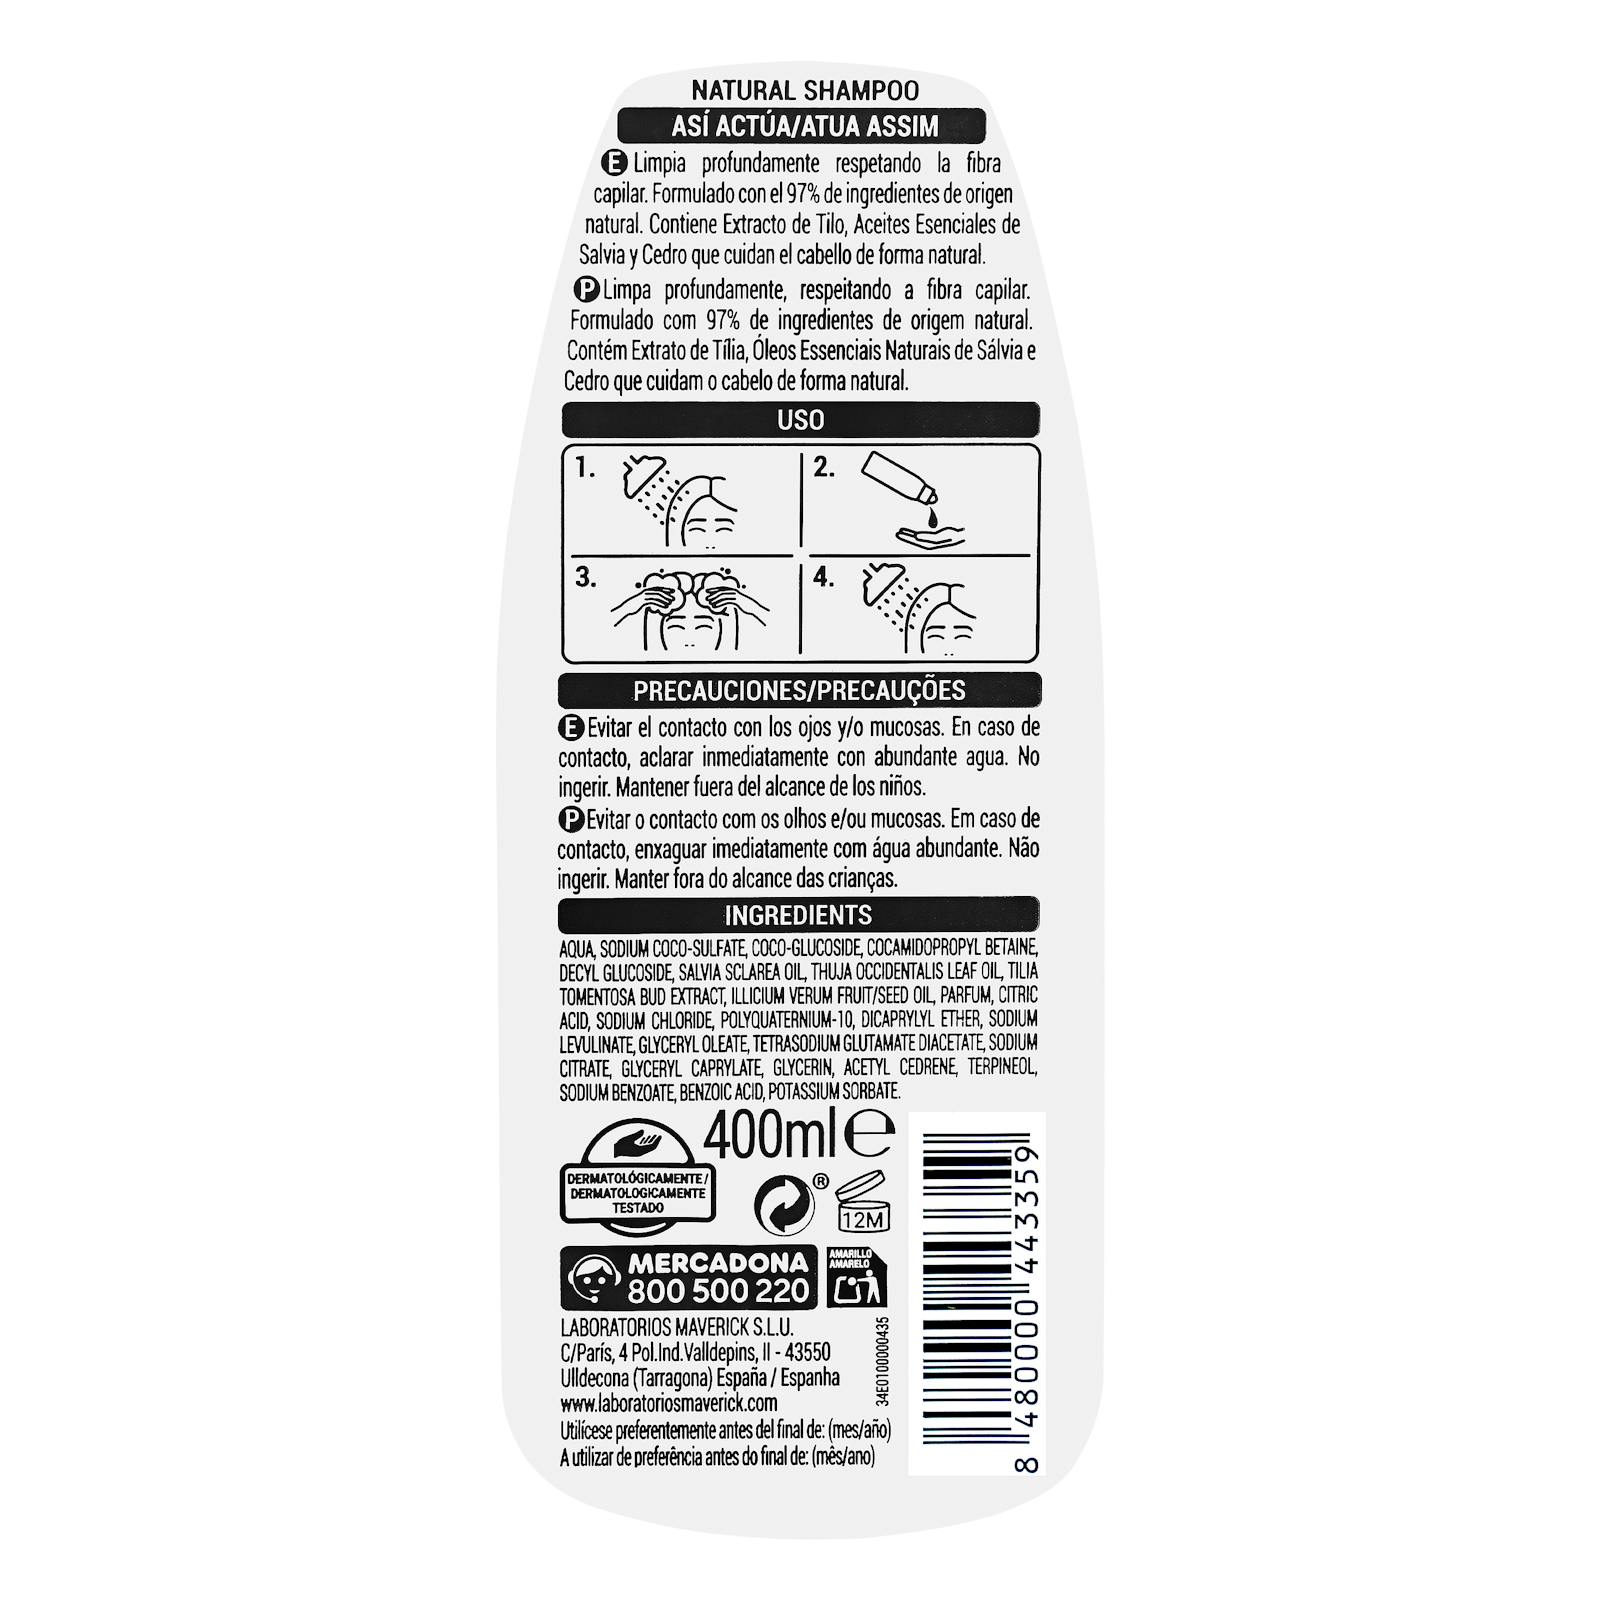 NATURAL SHAMPOO
ASÍ ACTÚA/ATUA ASSIM
E Limpia profundamente respetando la fibra
capilar. Formulado con el 97% de ingredientes de origen
natural. Contiene Extracto de Tilo, Aceites Esenciales de
Salvia y Cedro que cuidan el cabello de forma natural.
P Limpa profundamente, respeitando a fibra capilar.
Formulado com 97% de ingredientes de origem natural.
Contém Extrato de Tília, Óleos Essenciais Naturais de Sálvia e
Cedro que cuidam o cabelo de forma natural.
USO
1.
2.
3.
4.
PRECAUCIONES/PRECAUÇÕES
E Evitar el contacto con los ojos y/o mucosas. En caso de
contacto, aclarar inmediatamente con abundante agua. No
ingerir. Mantener fuera del alcance de los niños.
P Evitar o contacto com os olhos e/ou mucosas. Em caso de
contacto, enxaguar imediatamente com água abundante. Não
ingerir. Manter fora do alcance das crianças.
INGREDIENTS
AQUA, SODIUM COCO-SULFATE, COCO-GLUCOSIDE, COCAMIDOPROPYL BETAINE,
DECYL GLUCOSIDE, SALVIA SCLAREA OIL, THUJA OCCIDENTALIS LEAF OIL, TILIA
TOMENTOSA BUD EXTRACT, ILLICIUM VERUM FRUIT/SEED OIL, PARFUM, CITRIC
ACID, SODIUM CHLORIDE, POLYQUATERNIUM-10, DICAPRYLYL ETHER, SODIUM
LEVULINATE, GLYCERYL OLEATE, TETRASODIUM GLUTAMATE DIACETATE, SODIUM
CITRATE, GLYCERYL CAPRYLATE, GLYCERIN, ACETYL CEDRENE, TERPINEOL,
SODIUM BENZOATE, BENZOIC ACID, POTASSIUM SORBATE.
400ml e
DERMATOLÓGICAMENTE/
DERMATOLOGICAMENTE
TESTADO
®
12M
MERCADONA
800 500 220
AMARILLO
AMARELO
LABORATORIOS MAVERICK S.L.U.
C/París, 4 Pol.Ind.Valldepins, II - 43550
Ulldecona (Tarragona) España / Espanha
www.laboratoriosmaverick.com
Utilícese preferentemente antes del final de: (mes/año)
A utilizar de preferência antes do final de: (mês/ano)
34E0100000435
8 480000 443359